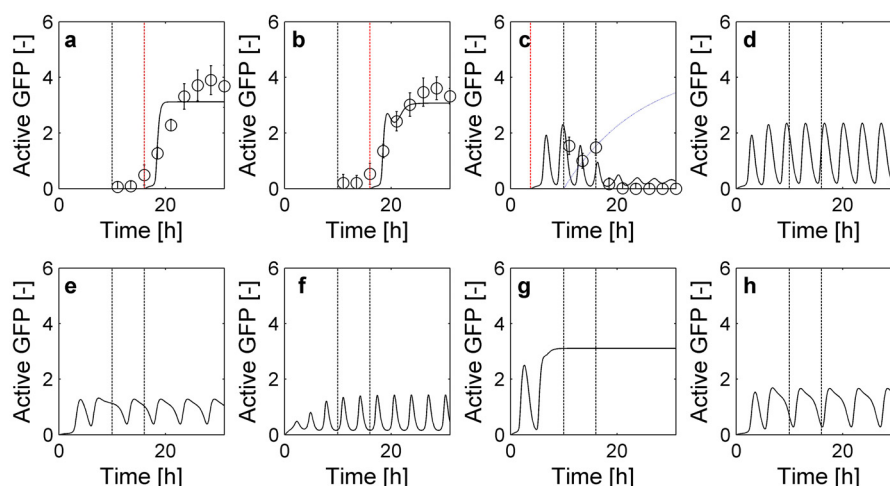 a b c d
Active GFP [-] Active GFP [-] Active GFP [-] Active GFP [-]
6 6 6 6
4 4 4 4
2 2 2 2
0 0 0 0
0 20 0 20 0 20 0 20
Time [h] Time [h] Time [h] Time [h]
e f g h
Active GFP [-] Active GFP [-] Active GFP [-] Active GFP [-]
6 6 6 6
4 4 4 4
2 2 2 2
0 0 0 0
0 20 0 20 0 20 0 20
Time [h] Time [h] Time [h] Time [h]